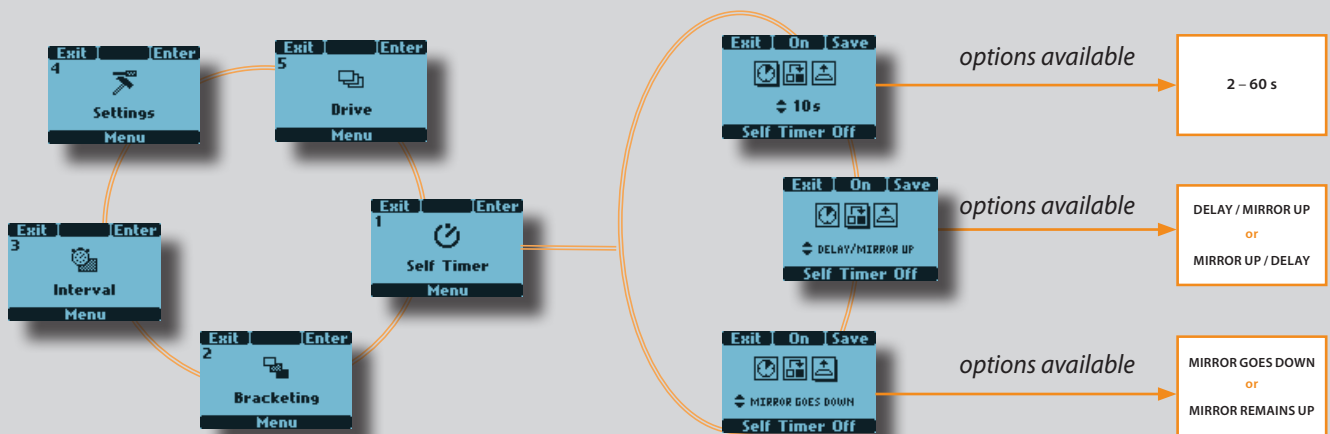 Exit Enter
4
Settings
Menu
Exit Enter
5
Drive
Menu
Exit Enter
1
Self Timer
Menu
Exit Enter
3
Interval
Menu
Exit Enter
2
Bracketing
Menu
Exit On Save
10s
Self Timer Off
options available
2 – 60 s
Exit On Save
DELAY/MIRROR UP
Self Timer Off
options available
DELAY / MIRROR UP
or
MIRROR UP / DELAY
Exit On Save
MIRROR GOES DOWN
Self Timer Off
options available
MIRROR GOES DOWN
or
MIRROR REMAINS UP